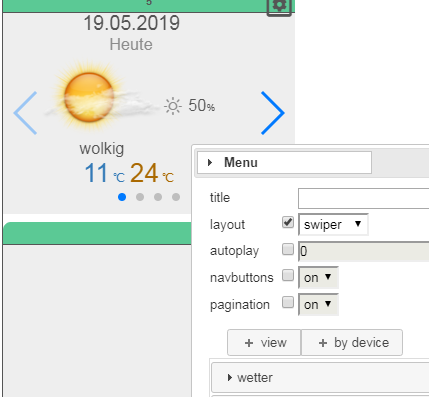 19.05.2019
Heute
50%
wolkig
11 °C 24 °C
Menu
title
layout swiper
autoplay 0
navbuttons on
pagination on
+ view + by device
wetter